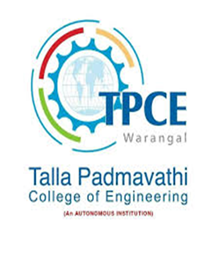 TPCE
Warangal
Talla Padmavathi
College of Engineering
(An AUTONOMOUS INSTITUTION)